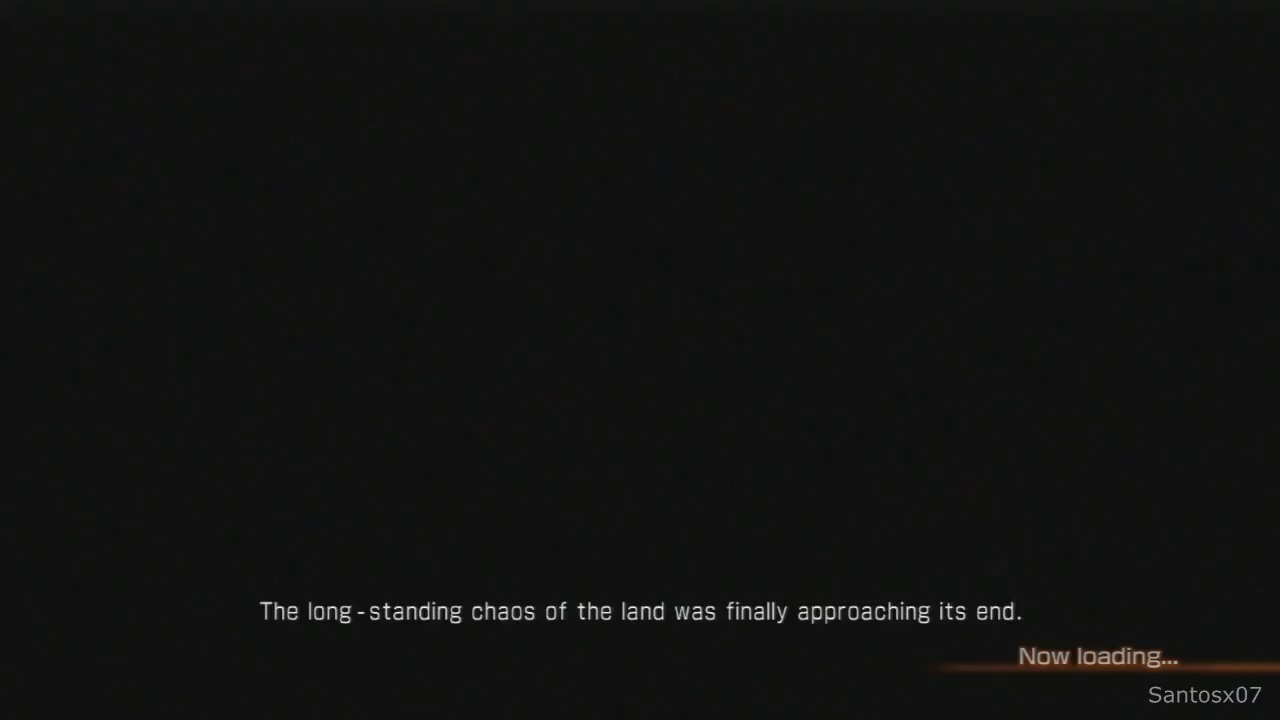 The long-standing chaos of the land was finally approaching its end.
Now loading...
Santosx07